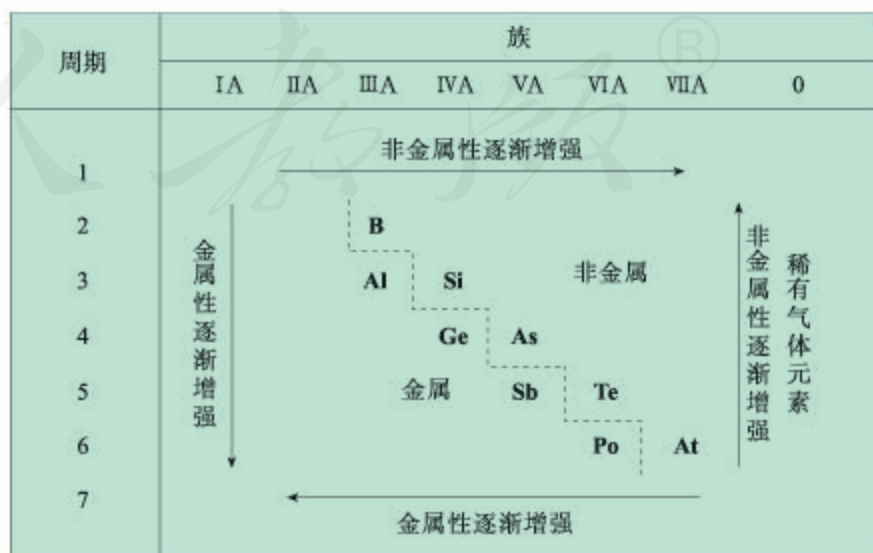 族
周期
ⅠA ⅡA ⅢA ⅣA ⅤA ⅥA ⅦA 0
非金属性逐渐增强
1
2 B
3 Al Si 非金属
4 Ge As
5 金属 Sb Te
6 Po At
7
金属性逐渐增强
金属性逐渐增强
非金属性逐渐增强
稀有气体元素
人教版®